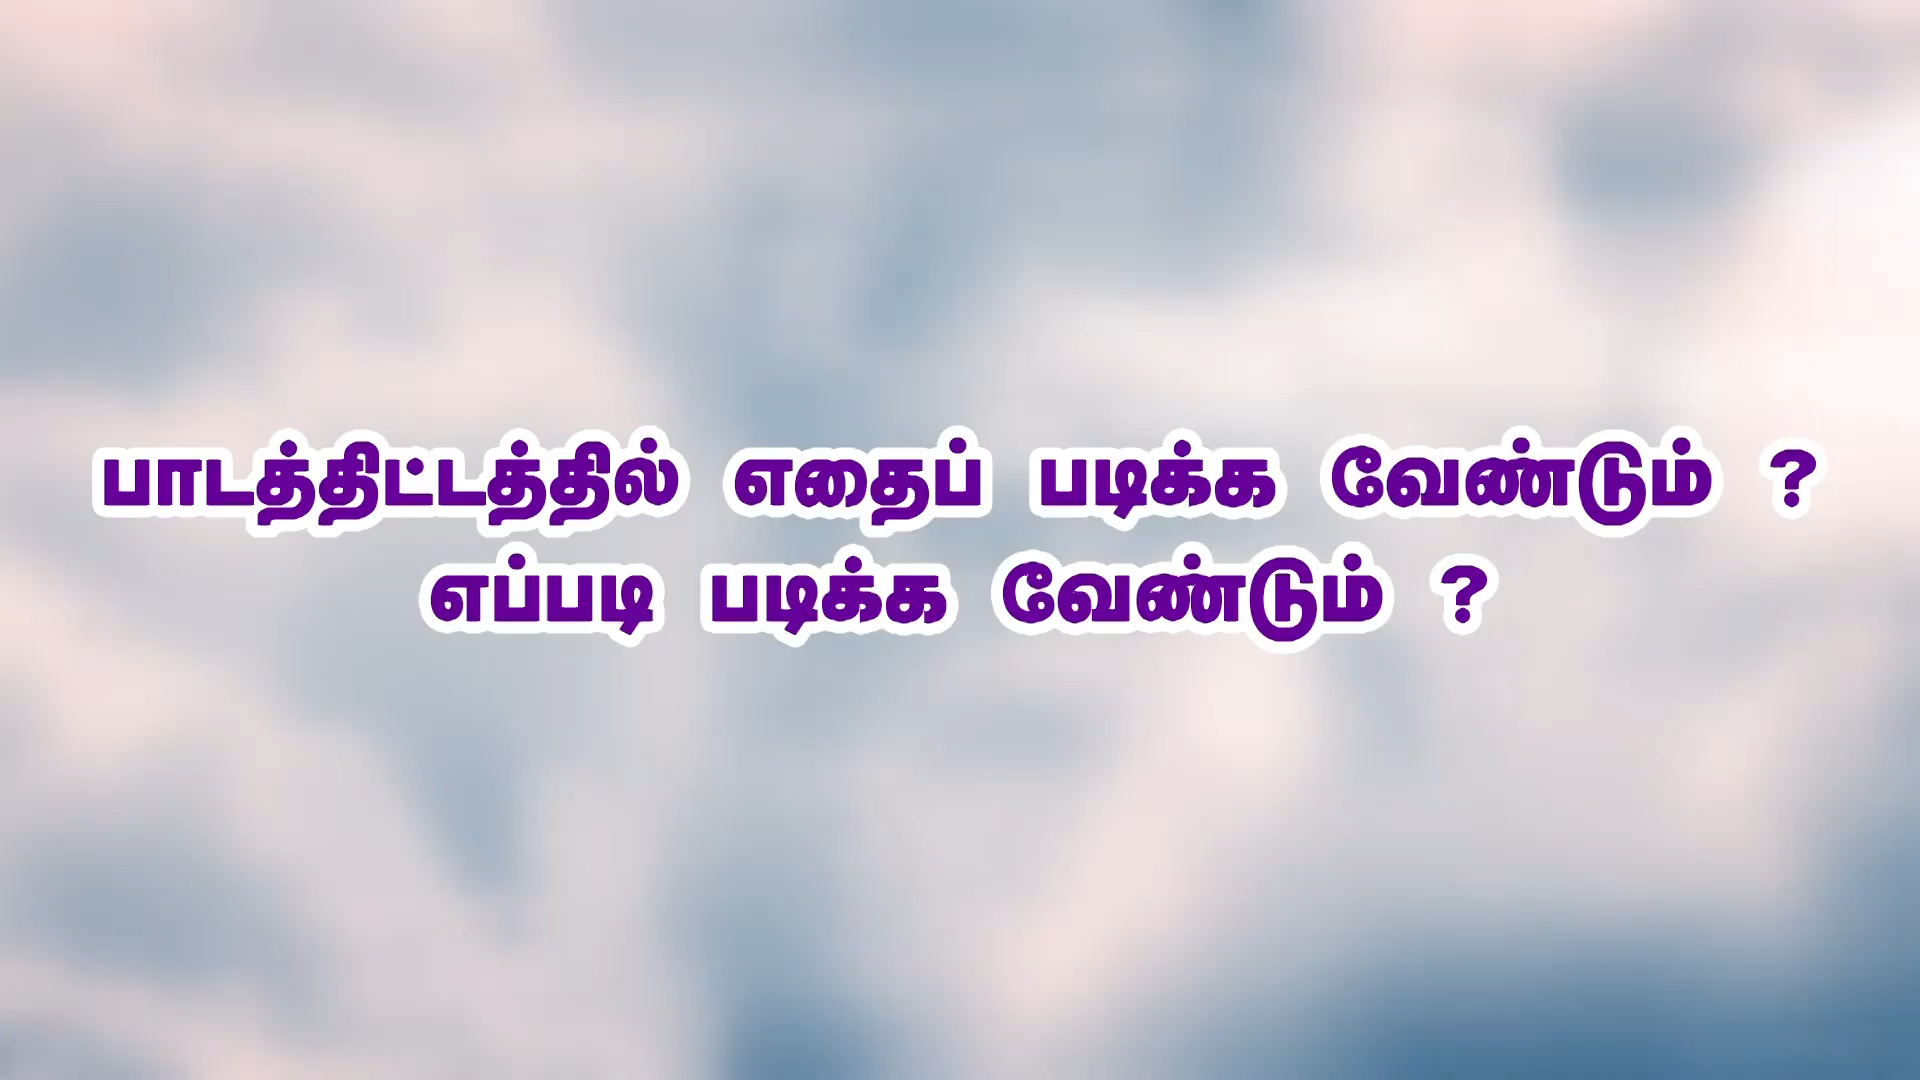 பாடத்திட்டத்தில் எதைப் படிக்க வேண்டும் ?
எப்படி படிக்க வேண்டும் ?